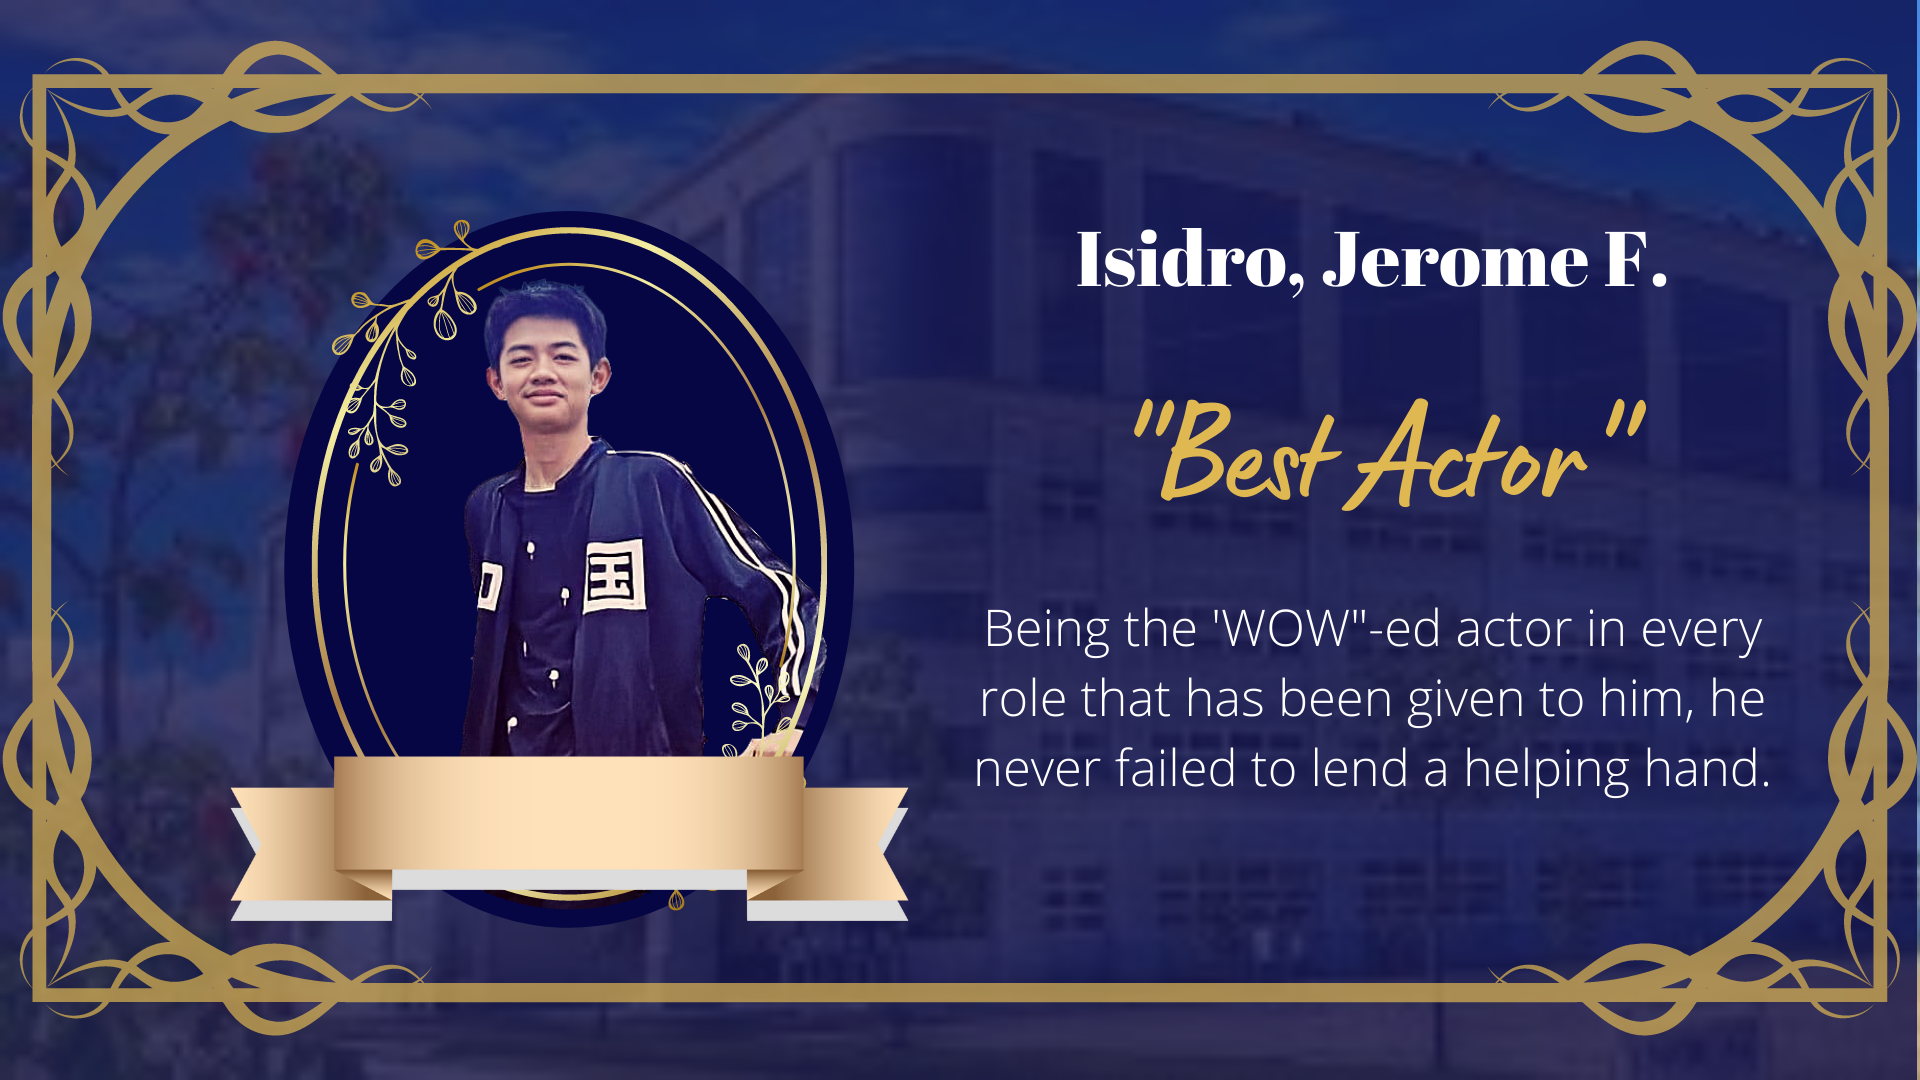 Isidro, Jerome F.
"Best Actor"
Being the 'WOW"-ed actor in every
role that has been given to him, he
never failed to lend a helping hand.
国